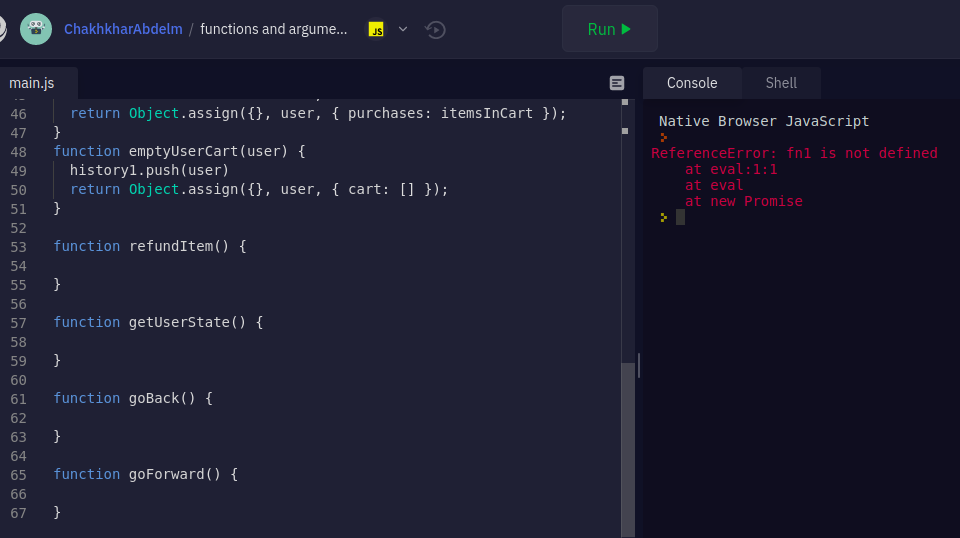 ChakhkharAbdelm / functions and argume... JS
Run
main.js
46 return Object.assign({}, user, { purchases: itemsInCart });
47 }
48 function emptyUserCart(user) {
49 history1.push(user)
50 return Object.assign({}, user, { cart: [] });
51 }
52
53 function refundItem() {
54
55 }
56
57 function getUserState() {
58
59 }
60
61 function goBack() {
62
63 }
64
65 function goForward() {
66
67 }
Console Shell
Native Browser JavaScript
ReferenceError: fn1 is not defined
at eval:1:1
at eval
at new Promise